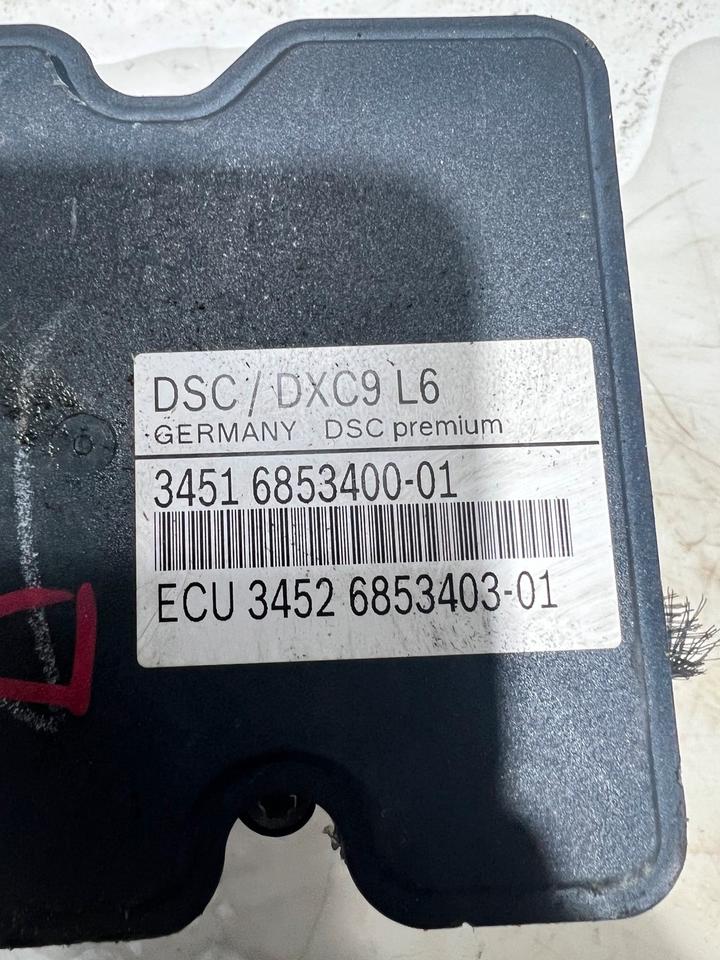 DSC / DXC9 L6
GERMANY DSC premium
3451 6853400-01
ECU 3452 6853403-01